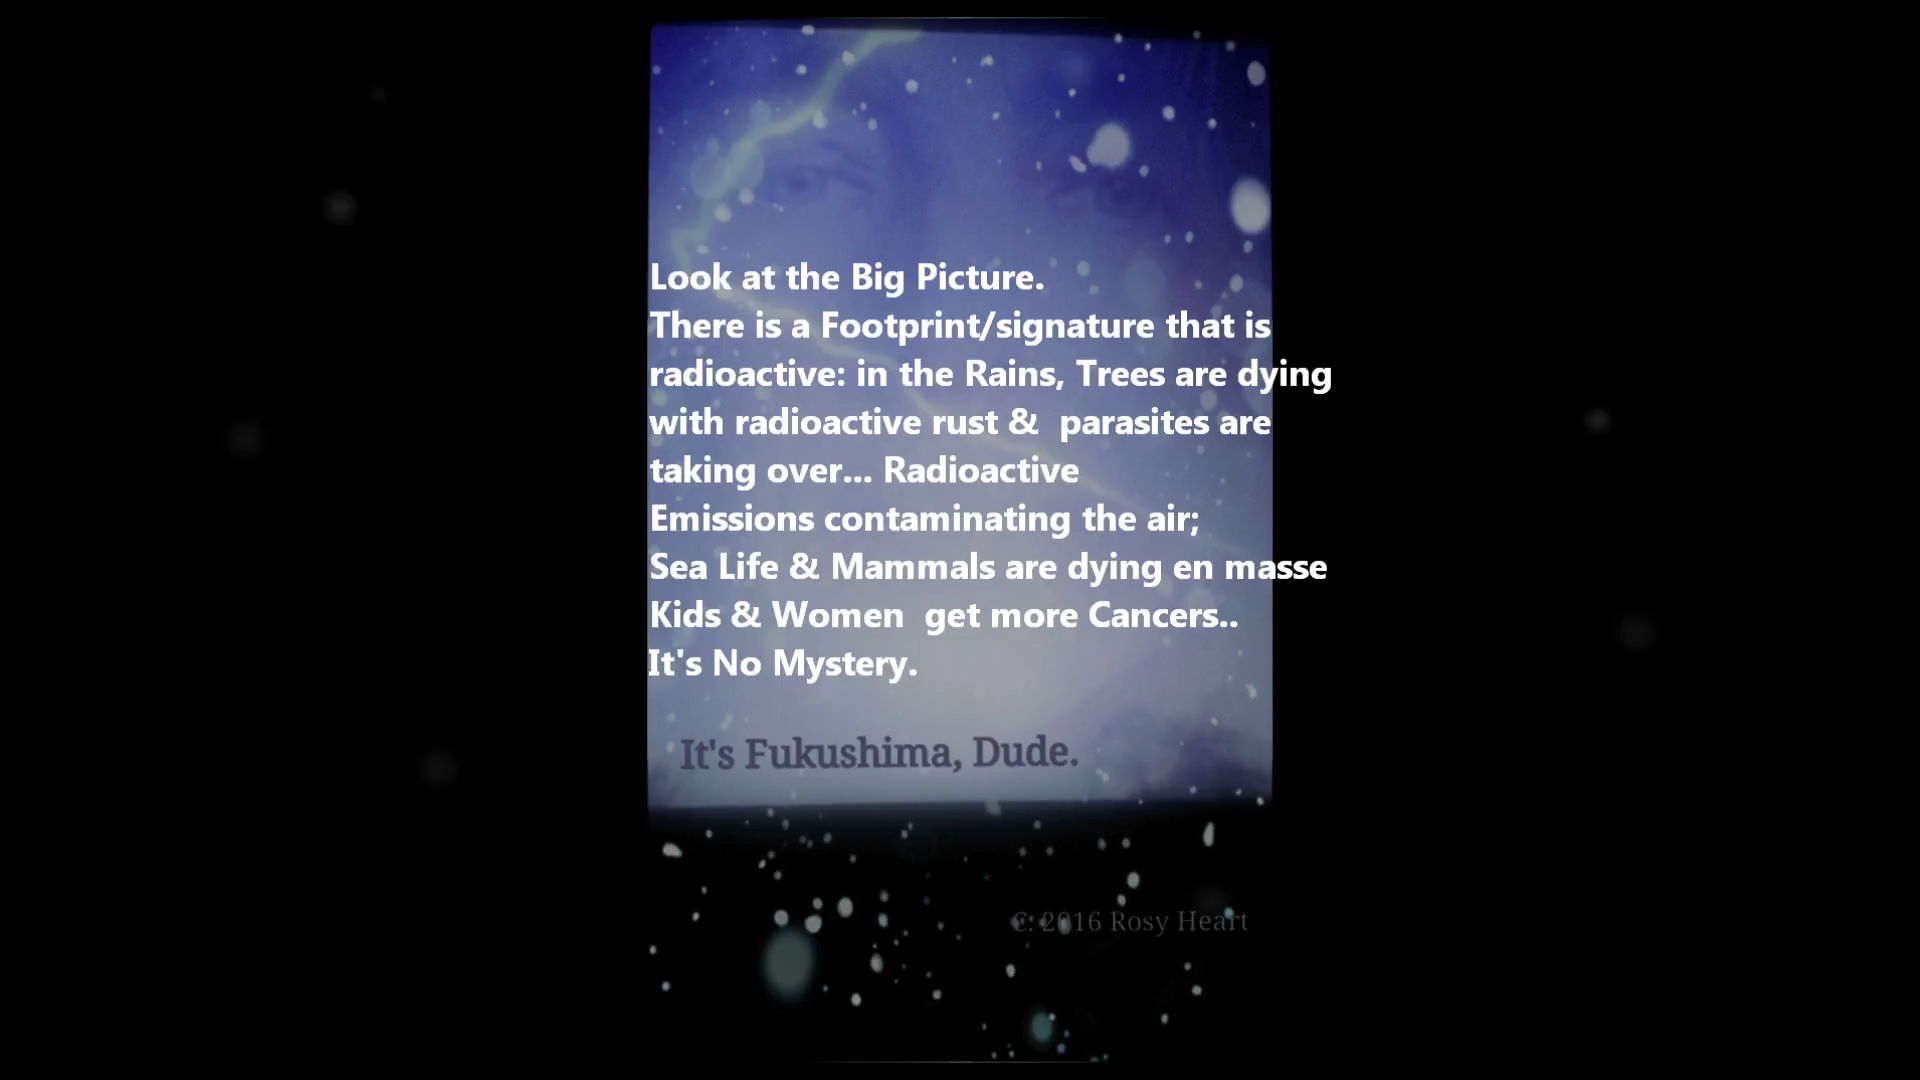 Look at the Big Picture.
There is a Footprint/signature that is
radioactive: in the Rains, Trees are dying
with radioactive rust &  parasites are
taking over... Radioactive
Emissions contaminating the air;
Sea Life & Mammals are dying en masse
Kids & Women  get more Cancers..
It's No Mystery.
It's Fukushima, Dude.
C: 2016 Rosy Heart